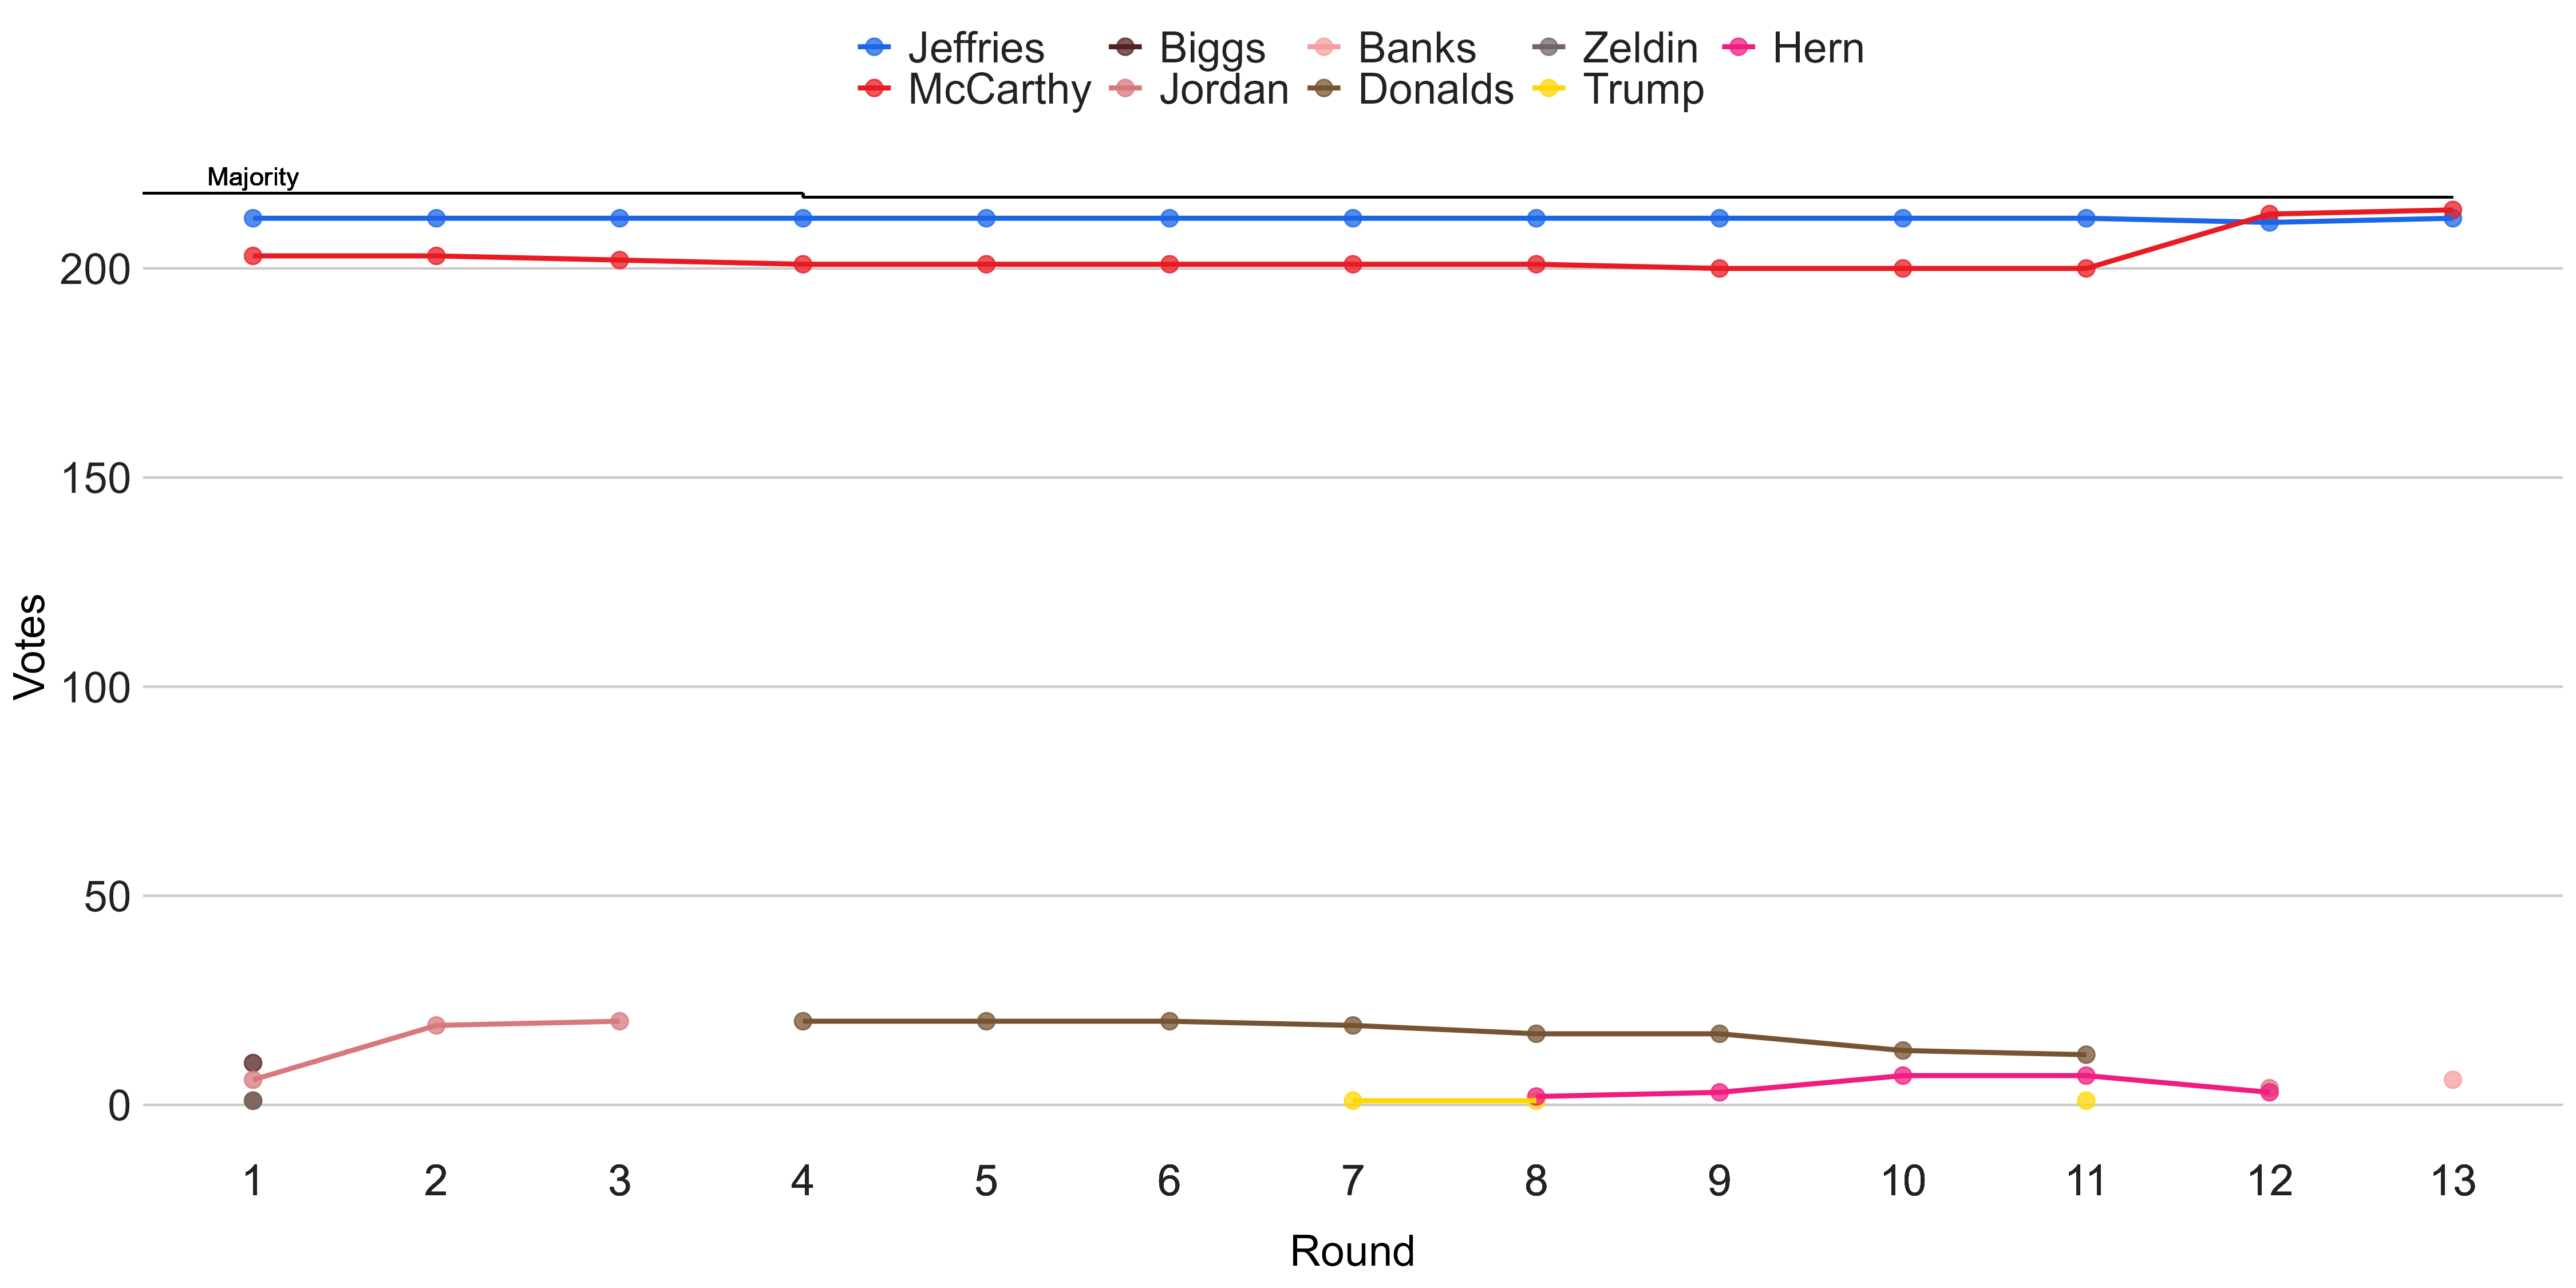 Jeffries Biggs Banks Zeldin Hern
McCarthy Jordan Donalds Trump
Majority
200
150
100
50
0
Votes
1 2 3 4 5 6 7 8 9 10 11 12 13
Round